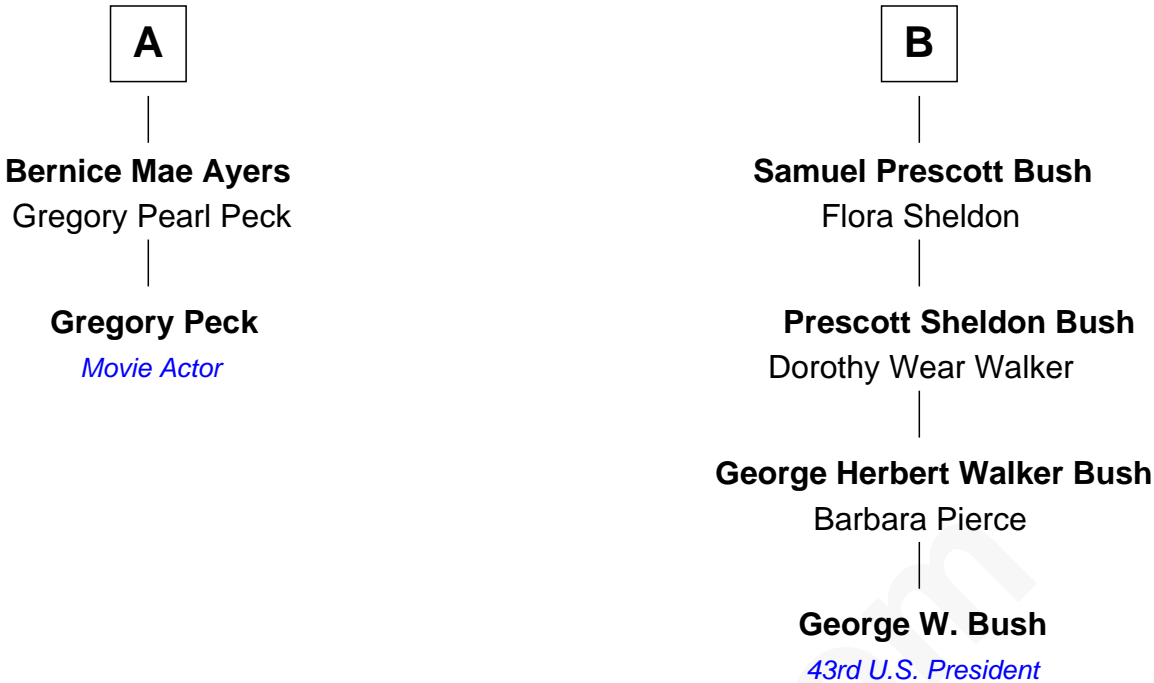 A
Bernice Mae Ayers
Gregory Pearl Peck
Gregory Peck
Movie Actor
B
Samuel Prescott Bush
Flora Sheldon
Prescott Sheldon Bush
Dorothy Wear Walker
George Herbert Walker Bush
Barbara Pierce
George W. Bush
43rd U.S. President